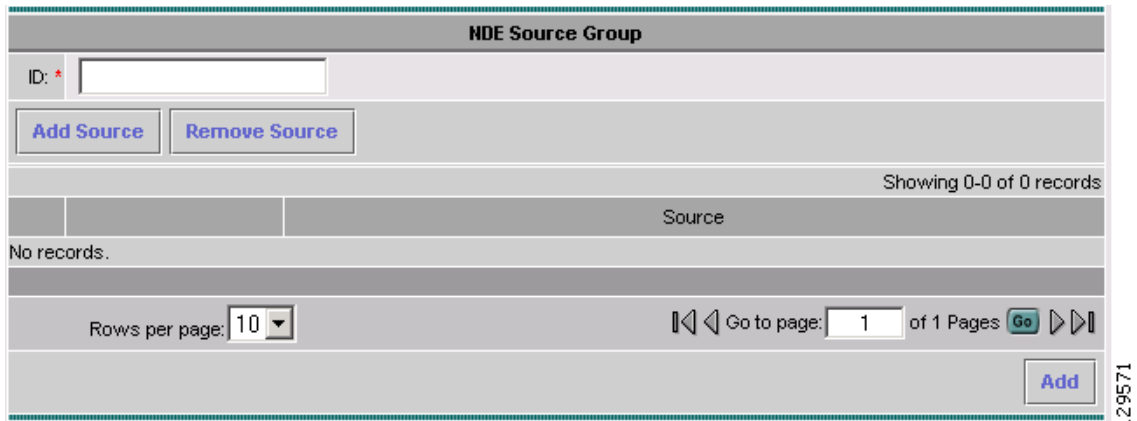 NDE Source Group
ID: *
Add Source Remove Source
Showing 0-0 of 0 records
Source
No records.
Rows per page: 10 Go to page: 1 of 1 Pages Go
Add
29571